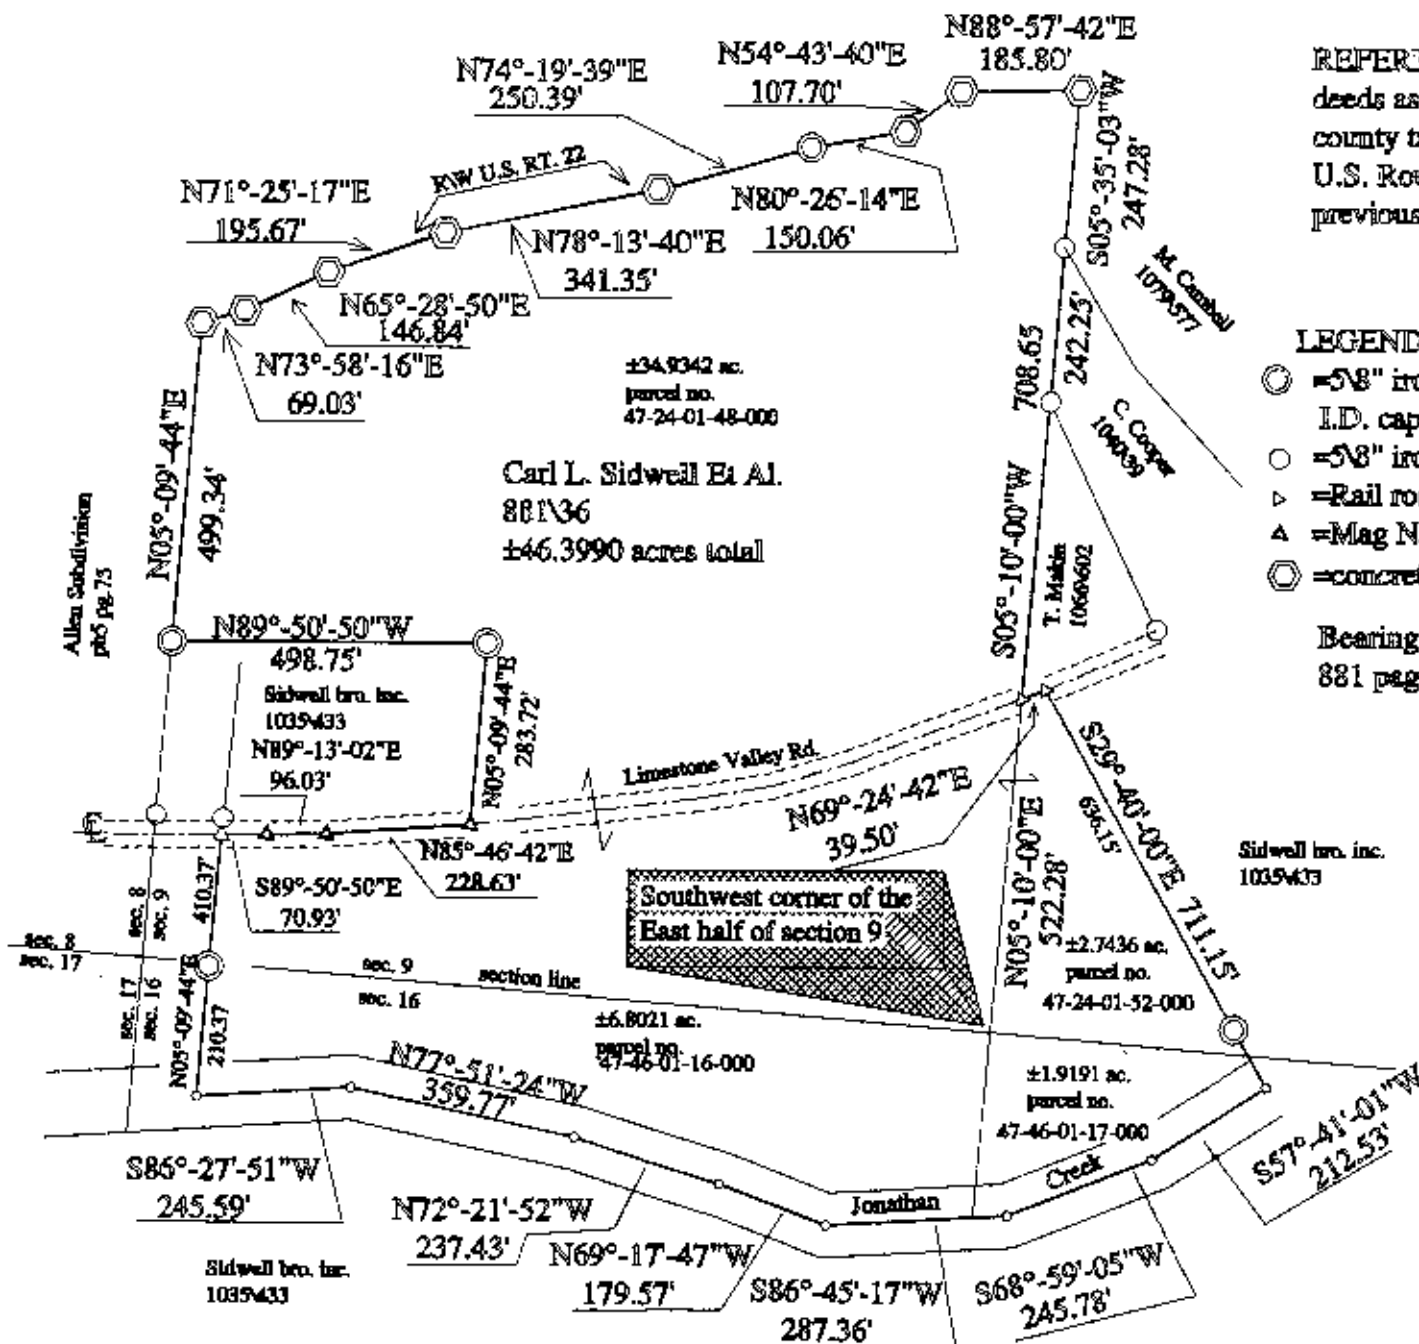 N88°-57'-42"E
185.80'
N54°-43'-40"E
107.70'
N74°-19'-39"E
250.39'
R\W U.S. RT. 22
N71°-25'-17"E
195.67'
N80°-26'-14"E
150.06'
N78°-13'-40"E
341.35'
N65°-28'-50"E
146.84'
N73°-58'-16"E
69.03'
S05°-35'-03"W
247.28'
deeds as
county t
U.S. Rou
previous
1079\577
708.65
242.25'
C. Cooper
1040\39
LEGEND
=5\8" iro
I.D. cap
=5\8" iro
=Rail ro
=Mag N
=concret
Bearing
881 pag
±34.9342 ac.
parcel no.
47-24-01-48-000
Carl L. Sidwell Et Al.
881\36
±46.3990 acres total
N05°-09'-44"E
499.34'
Allen Subdivision
pb5 pg.75
N89°-50'-50"W
498.75'
Sidwell bro. inc.
1035\433
N89°-13'-02"E
96.03'
N05°-09'-44"E
283.72'
S05°-10'-00"W
T. Makin
1066\602
Limestone Valley Rd.
N69°-24'-42"E
39.50'
N85°-46'-42"E
228.63'
S89°-50'-50"E
70.93'
410.37'
sec. 8
sec. 9
sec. 8
sec. 17
sec. 17
sec. 16
N05°-09'-44"E
210.37
sec. 9
sec. 16
section line
Southwest corner of the
East half of section 9
N05°-10'-00"E
522.28'
S29°-40'-00"E 711.15'
636.15'
Sidwell bro. inc.
1035\433
±2.7436 ac.
parcel no.
47-24-01-52-000
±6.8021 ac.
parcel no.
47-46-01-16-000
±1.9191 ac.
parcel no.
47-46-01-17-000
N77°-51'-24"W
359.77'
S86°-27'-51"W
245.59'
N72°-21'-52"W
237.43'
N69°-17'-47"W
179.57'
Jonathan Creek
S86°-45'-17"W
287.36'
S68°-59'-05"W
245.78'
S57°-41'-01"W
212.53'
Sidwell bro. inc.
1035\433